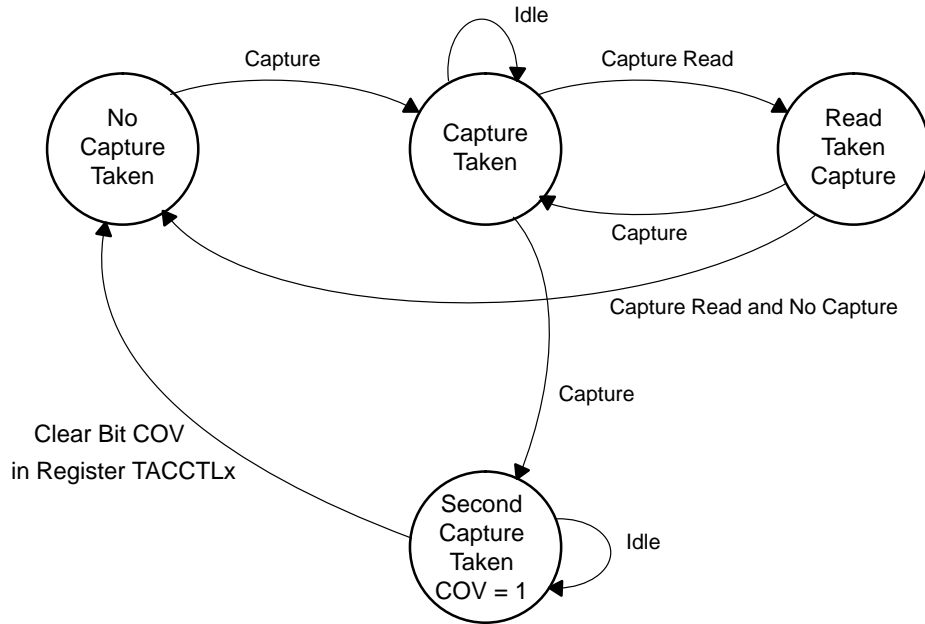 Idle
Capture
Capture Read
No
Capture
Taken
Capture
Taken
Read
Taken
Capture
Capture
Capture Read and No Capture
Capture
Clear Bit COV
in Register TACCTLx
Second
Capture
Taken
COV = 1
Idle